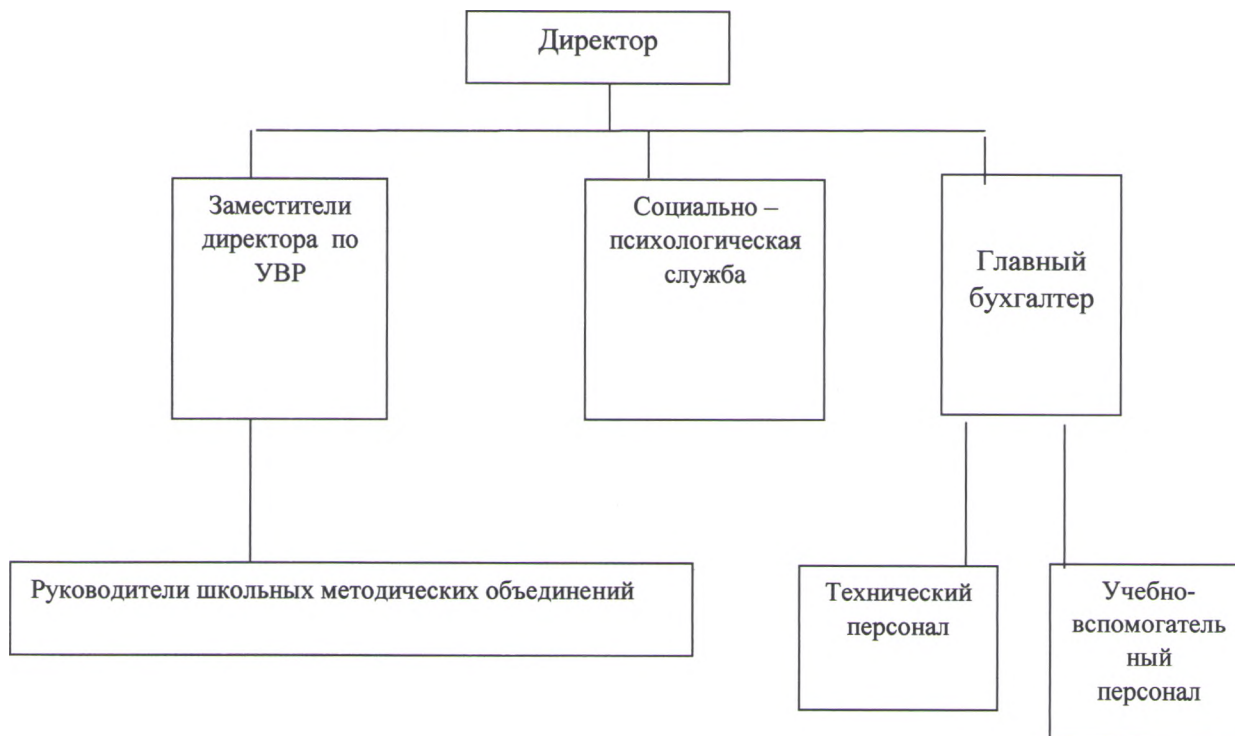 Директор
Заместители
директора по
УВР
Социально –
психологическая
служба
Главный
бухгалтер
Руководители школьных методических объединений
Технический
персонал
Учебно-
вспомогатель
ный
персонал